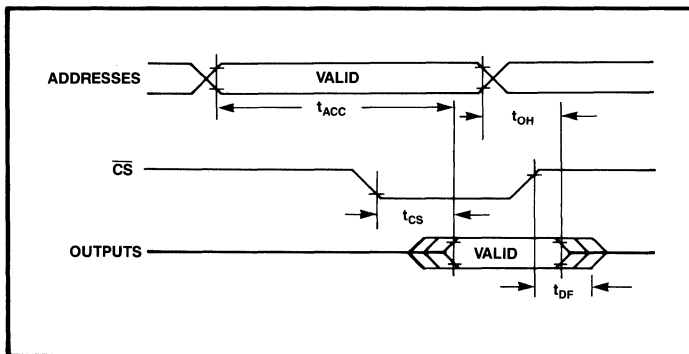 ADDRESSES
VALID
tACC
tOH
CS
tCS
OUTPUTS
VALID
tDF